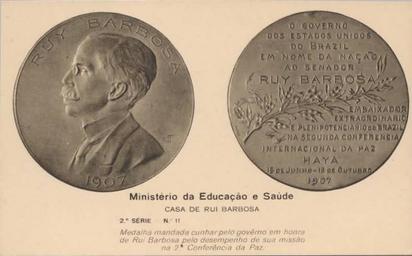 RUY BARBOSA
1907
O GOVERNO
DOS ESTADOS UNIDOS
DO BRAZIL
EM NOME DA NAÇÃO
AO SENADOR
RUY BARBOSA
EMBAIXADOR
EXTRAORDINARIO
E PLENIPOTENCIARIO DO BRAZIL
NA SEGUNDA CONFERENCIA
INTERNACIONAL DA PAZ
HAYA
15 DE JUNHO - 18 DE OUTUBRO
1907
Ministério da Educação e Saúde
CASA DE RUI BARBOSA
2.ª SÉRIE N.º 11
Medalha mandada cunhar pelo govêrno em honra
de Rui Barbosa pelo desempenho de sua missão
na 2.ª Conferência da Paz.